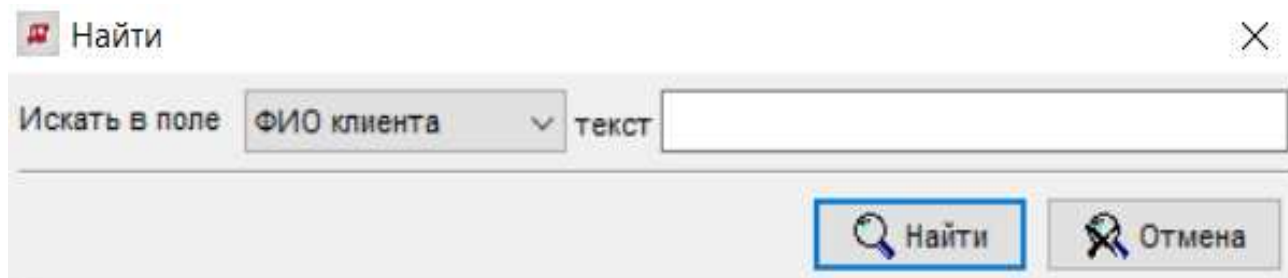 Найти
Искать в поле ФИО клиента текст
Найти Отмена